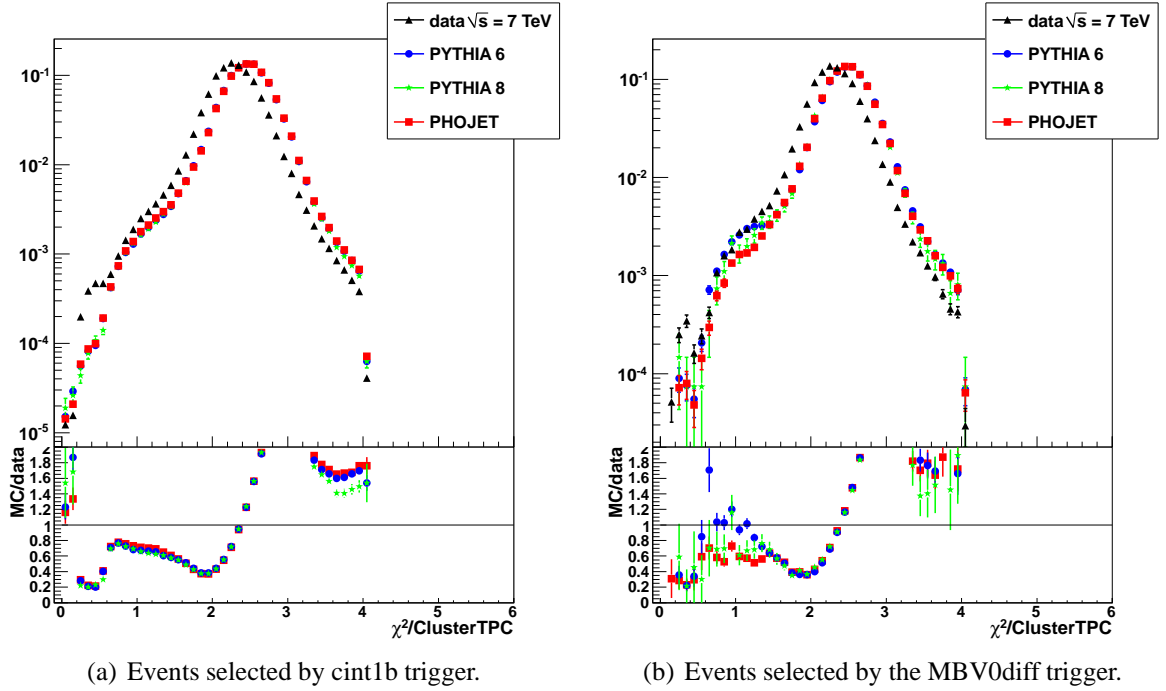 data √s = 7 TeV
PYTHIA 6
PYTHIA 8
PHOJET
10⁻¹
10⁻²
10⁻³
10⁻⁴
10⁻⁵
MC/data
1.8
1.6
1.4
1.2
1
0.8
0.6
0.4
0.2
0
0 1 2 3 4 5 6
χ²/ClusterTPC
(a) Events selected by cint1b trigger.
data √s = 7 TeV
PYTHIA 6
PYTHIA 8
PHOJET
10⁻¹
10⁻²
10⁻³
10⁻⁴
MC/data
1.8
1.6
1.4
1.2
1
0.8
0.6
0.4
0.2
0
0 1 2 3 4 5 6
χ²/ClusterTPC
(b) Events selected by the MBV0diff trigger.